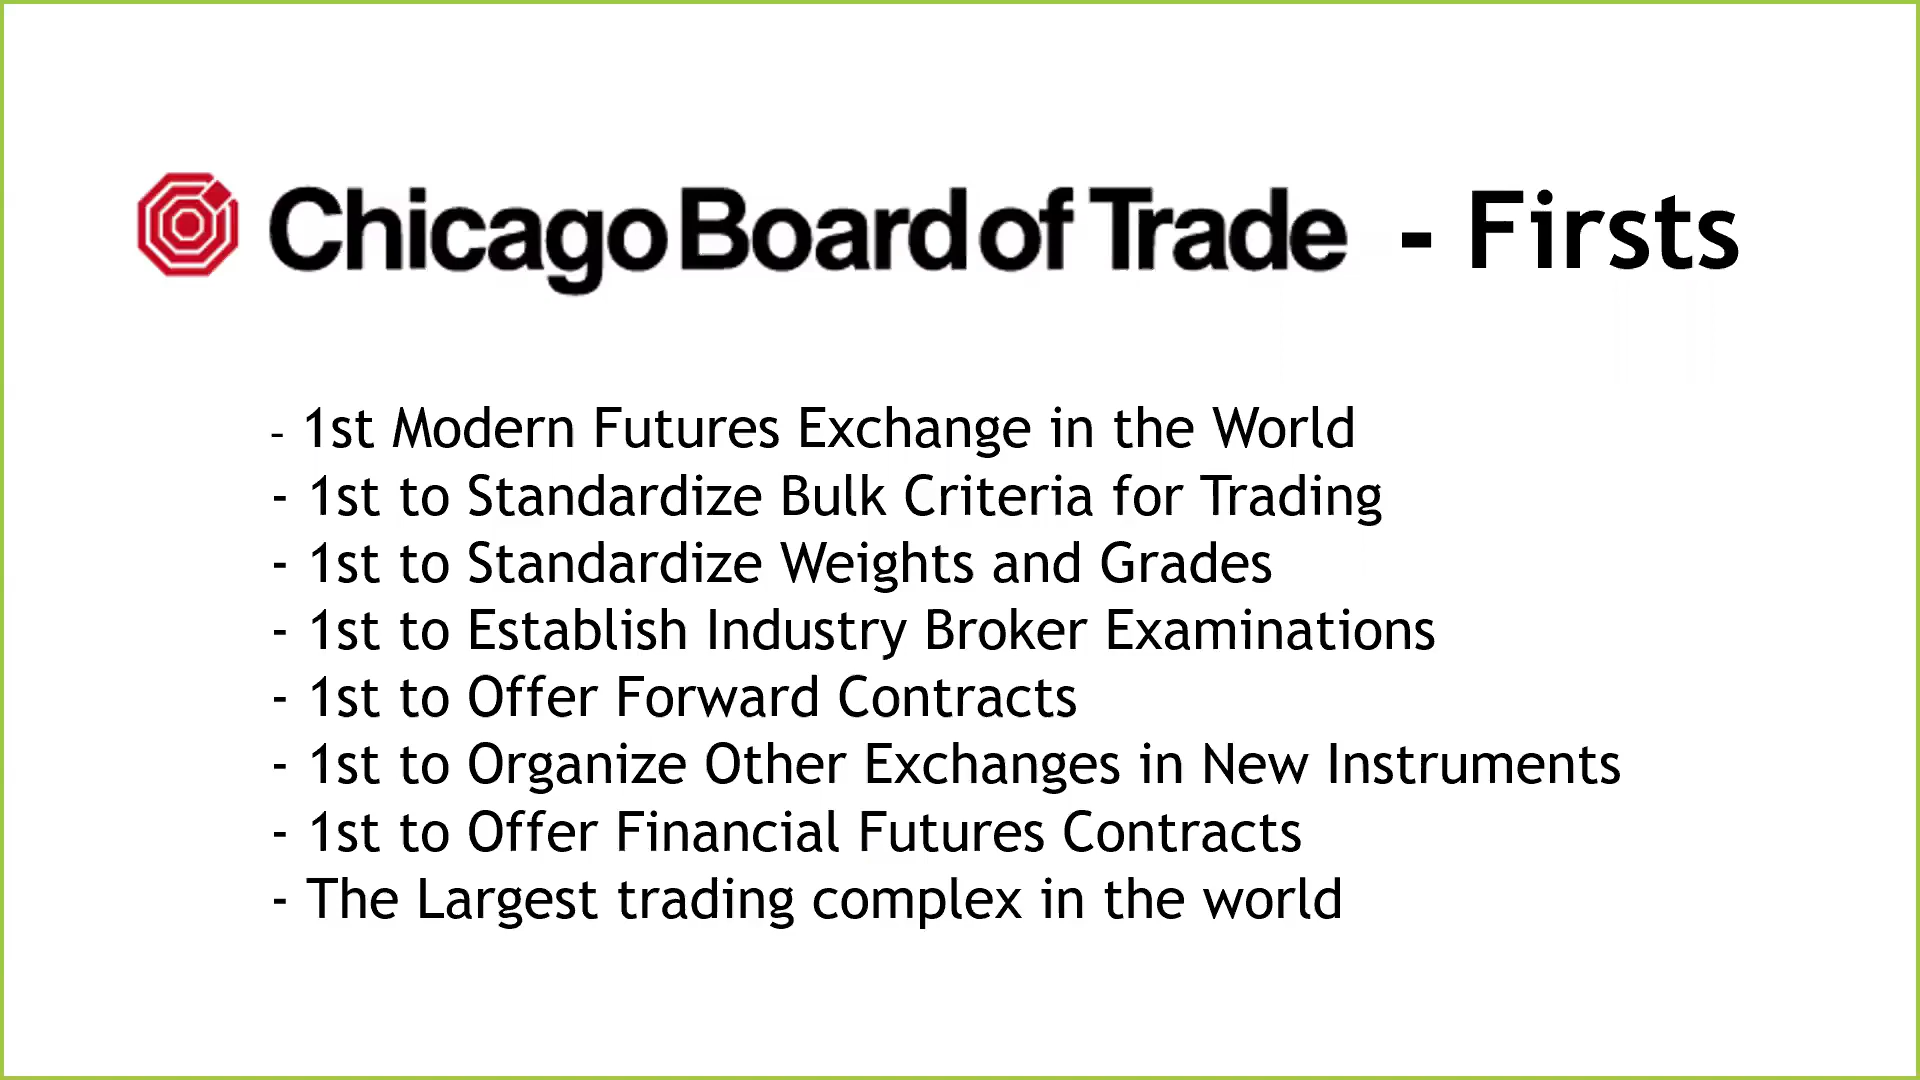 Chicago Board of Trade - Firsts
- 1st Modern Futures Exchange in the World
- 1st to Standardize Bulk Criteria for Trading
- 1st to Standardize Weights and Grades
- 1st to Establish Industry Broker Examinations
- 1st to Offer Forward Contracts
- 1st to Organize Other Exchanges in New Instruments
- 1st to Offer Financial Futures Contracts
- The Largest trading complex in the world